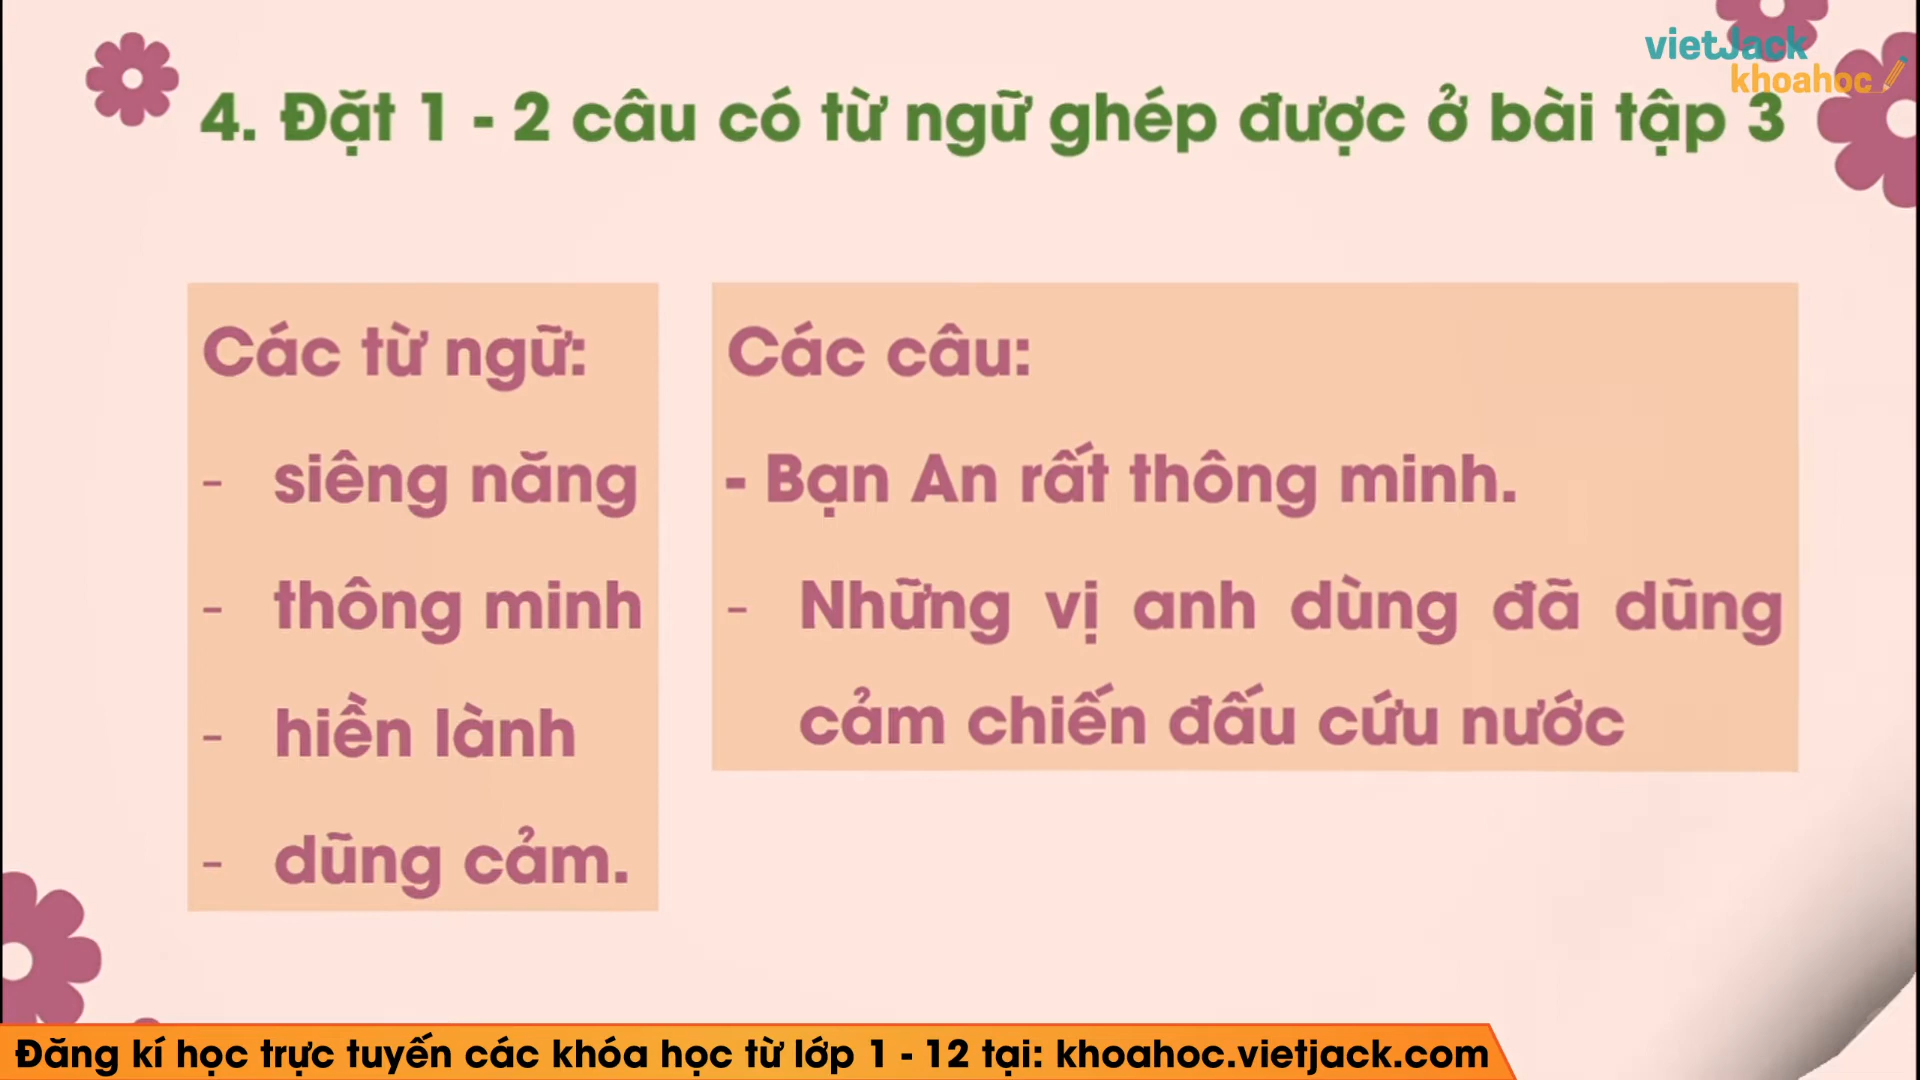 vietJack
khoahoc
4. Đặt 1 - 2 câu có từ ngữ ghép được ở bài tập 3
Các từ ngữ:
- siêng năng
- thông minh
- hiền lành
- dũng cảm.
Các câu:
- Bạn An rất thông minh.
- Những vị anh dùng đã dũng
cảm chiến đấu cứu nước
Đăng kí học trực tuyến các khóa học từ lớp 1 - 12 tại: khoahoc.vietjack.com